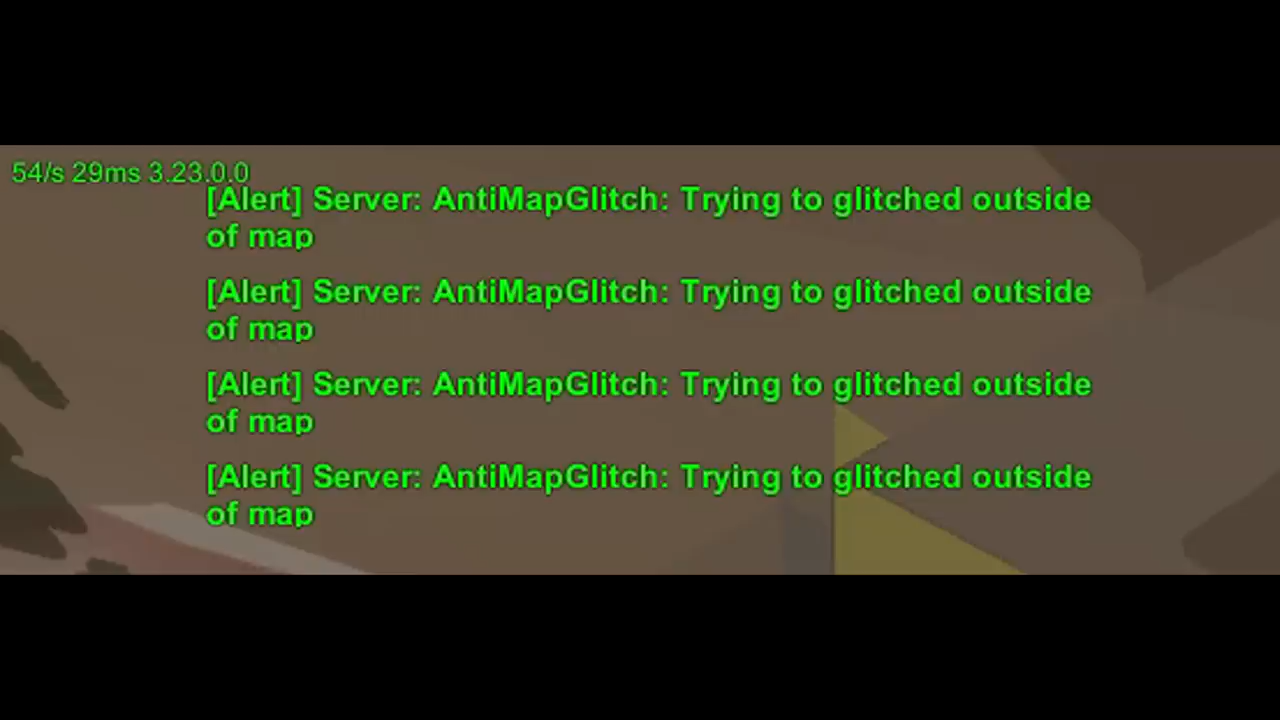 54/s 29ms 3.23.0.0
[Alert] Server: AntiMapGlitch: Trying to glitched outside
of map
[Alert] Server: AntiMapGlitch: Trying to glitched outside
of map
[Alert] Server: AntiMapGlitch: Trying to glitched outside
of map
[Alert] Server: AntiMapGlitch: Trying to glitched outside
of map